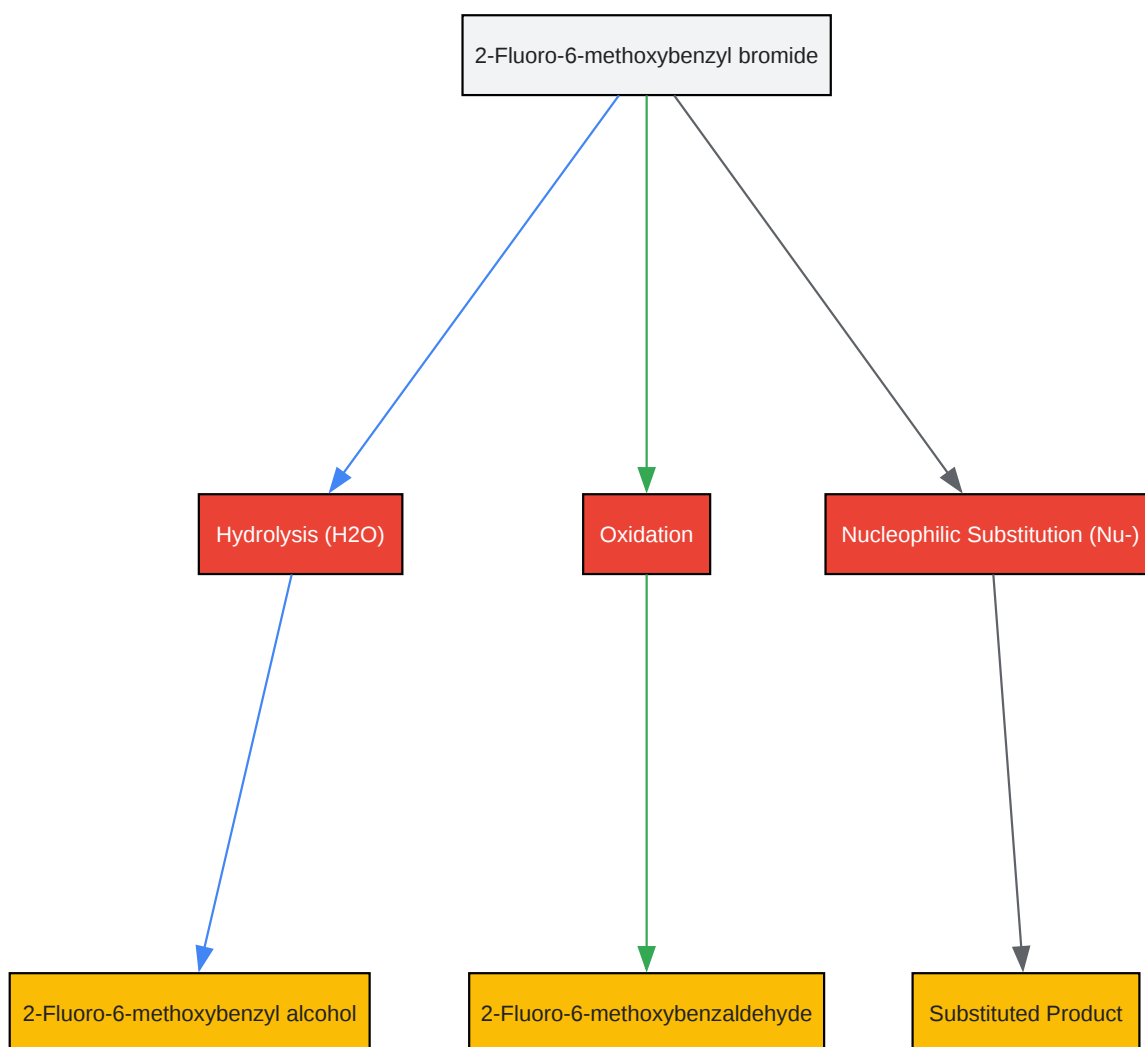 2-Fluoro-6-methoxybenzyl bromide
Hydrolysis (H2O)
Oxidation
Nucleophilic Substitution (Nu-)
2-Fluoro-6-methoxybenzyl alcohol
2-Fluoro-6-methoxybenzaldehyde
Substituted Product